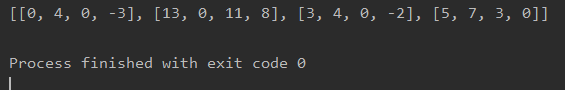 [[0, 4, 0, -3], [13, 0, 11, 8], [3, 4, 0, -2], [5, 7, 3, 0]]
Process finished with exit code 0